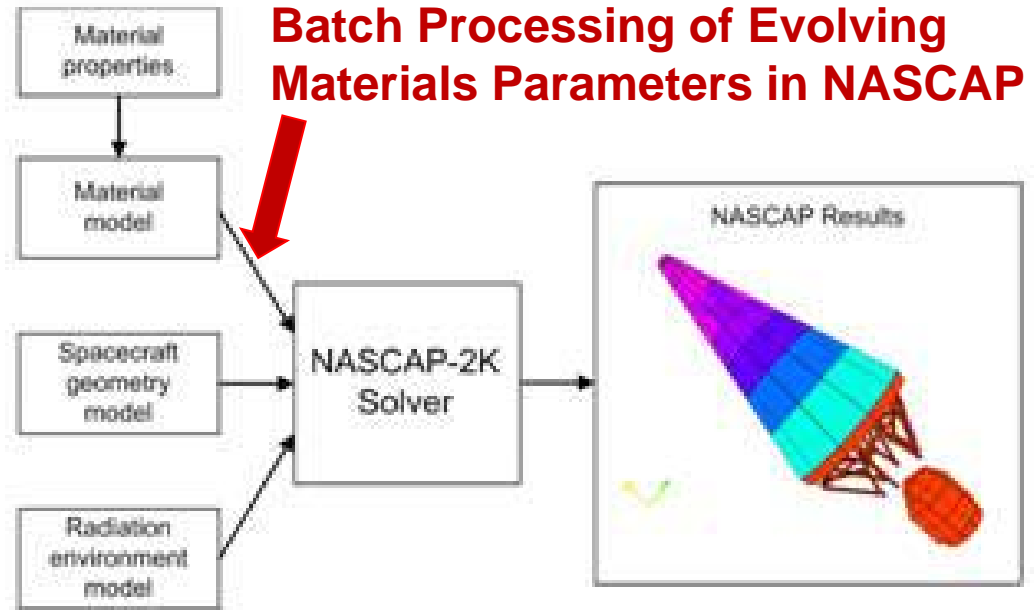 Batch Processing of Evolving
Materials Parameters in NASCAP
Material
properties
Material
model
Spacecraft
geometry
model
Radiation
environment
model
NASCAP-2K
Solver
NASCAP Results